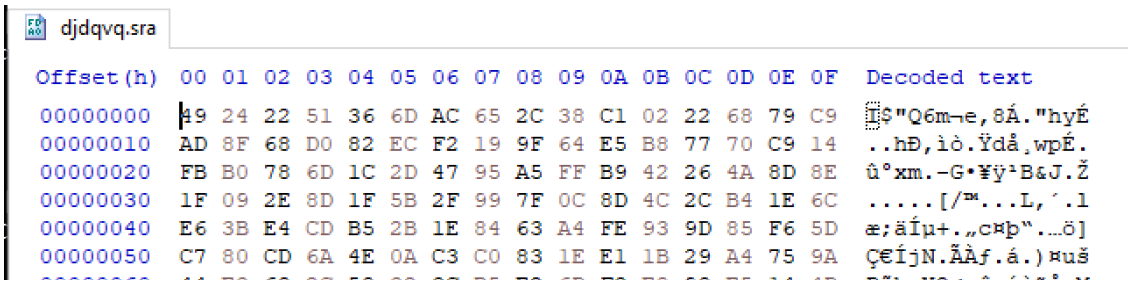 djdqvq.sra
Offset(h) 00 01 02 03 04 05 06 07 08 09 0A 0B 0C 0D 0E 0F Decoded text
00000000 49 24 22 51 36 6D AC 65 2C 38 C1 02 22 68 79 C9 I$"Q6m¬e,8Á."hyÉ
00000010 AD 8F 68 D0 82 EC F2 19 9F 64 E5 B8 77 70 C9 14 ..hÐ‚ìò.Ÿdå¸wpÉ.
00000020 FB B0 78 6D 1C 2D 47 95 A5 FF B9 42 26 4A 8D 8E û°xm.-G•¥ÿ¹B&J.Ž
00000030 1F 09 2E 8D 1F 5B 2F 99 7F 0C 8D 4C 2C B4 1E 6C .....[/™...L,´.l
00000040 E6 3B E4 CD B5 2B 1E 84 63 A4 FE 93 9D 85 F6 5D æ;äÍµ+.„c¤þ“.…ö]
00000050 C7 80 CD 6A 4E 0A C3 C0 83 1E E1 1B 29 A4 75 9A Ç€ÍjN.ÃÀƒ.á.)¤uš